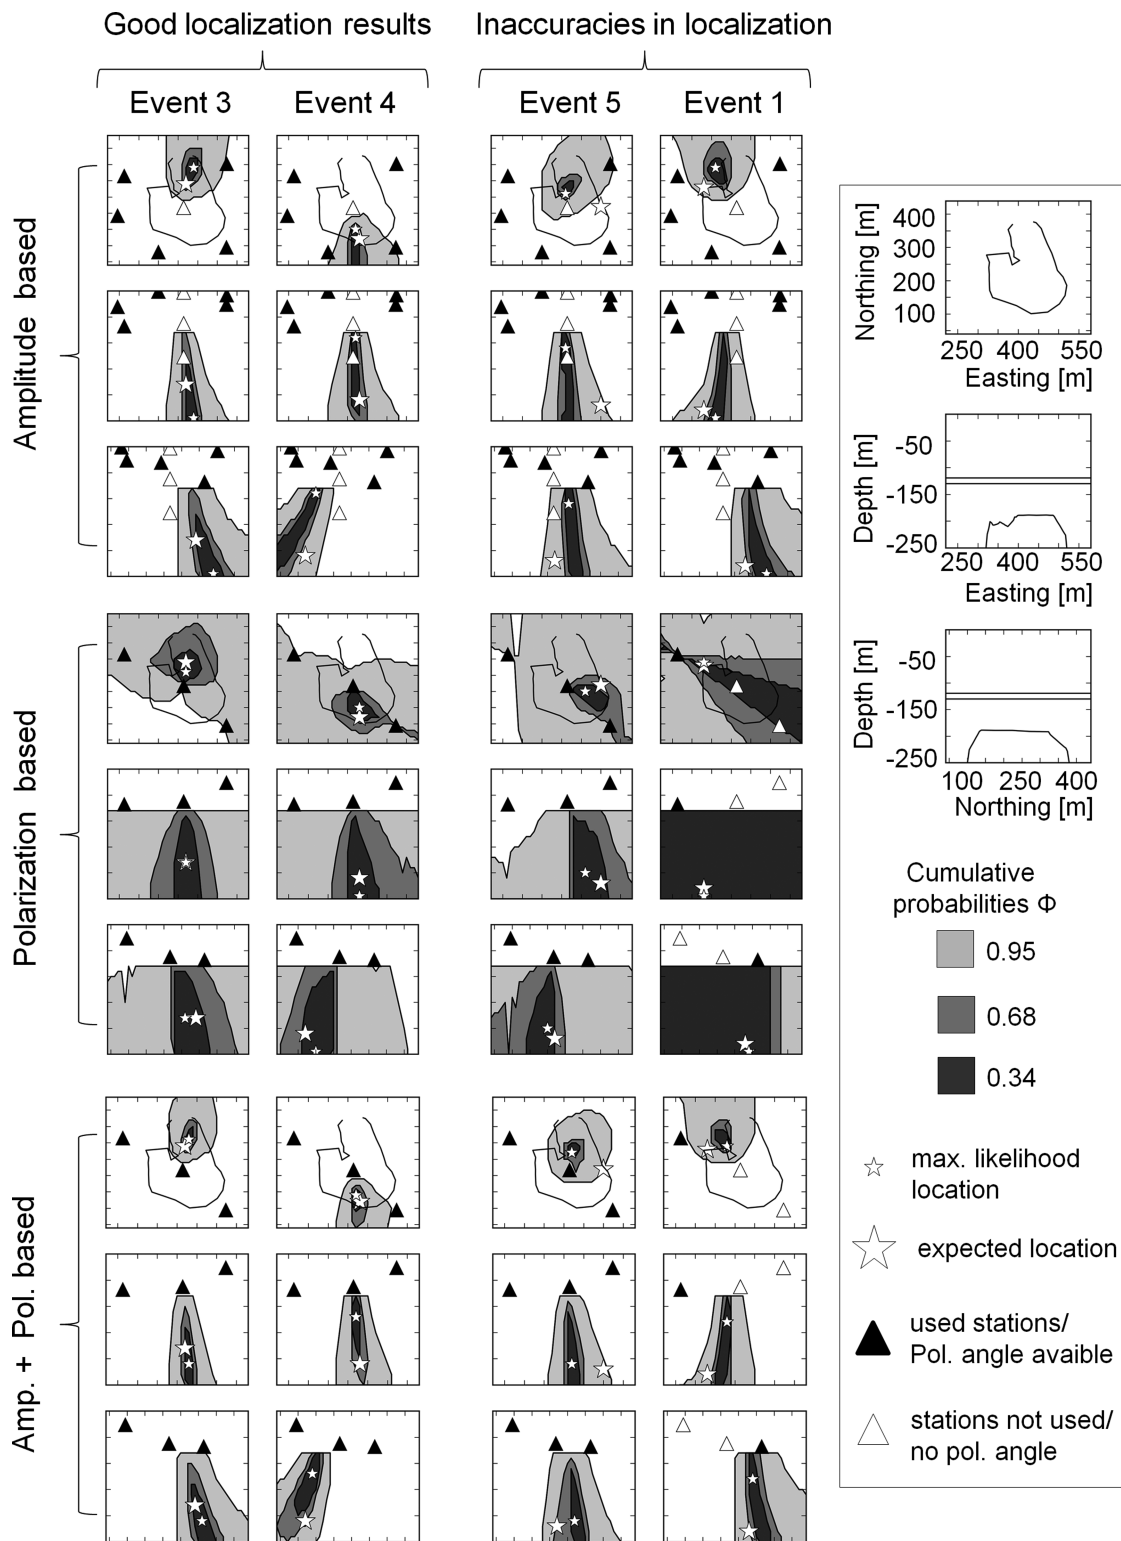 Good localization results
Inaccuracies in localization
Event 3
Event 4
Event 5
Event 1
Amplitude based
Polarization based
Amp. + Pol. based
Northing [m]
400
300
200
100
250 400 550
Easting [m]
Depth [m]
-50
-150
-250
250 400 550
Easting [m]
Depth [m]
-50
-150
-250
100 250 400
Northing [m]
Cumulative
probabilities Φ
0.95
0.68
0.34
max. likelihood
location
expected location
used stations/
Pol. angle avaible
stations not used/
no pol. angle